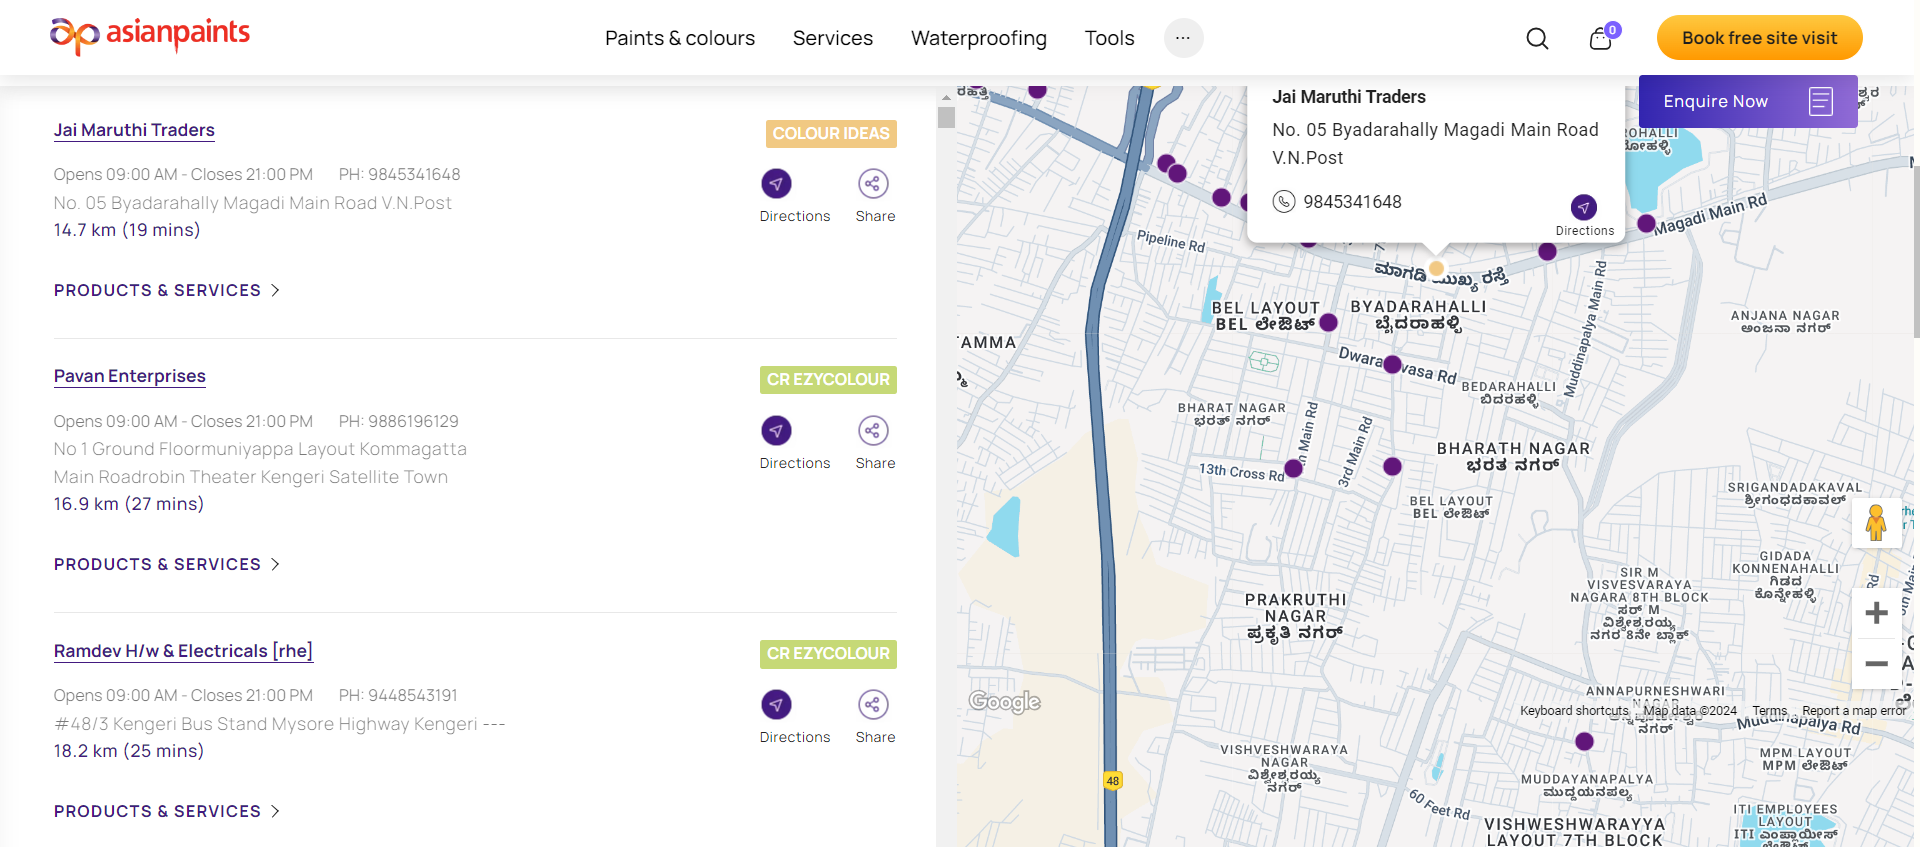 asianpaints
Paints & colours
Services
Waterproofing
Tools
...
0
Book free site visit
Enquire Now
Jai Maruthi Traders
COLOUR IDEAS
Opens 09:00 AM - Closes 21:00 PM PH: 9845341648
No. 05 Byadarahally Magadi Main Road V.N.Post
14.7 km (19 mins)
Directions
Share
PRODUCTS & SERVICES
Pavan Enterprises
CR EZYCOLOUR
Opens 09:00 AM - Closes 21:00 PM PH: 9886196129
No 1 Ground Floormuniyappa Layout Kommagatta
Main Roadrobin Theater Kengeri Satellite Town
16.9 km (27 mins)
Directions
Share
PRODUCTS & SERVICES
Ramdev H/w & Electricals [rhe]
CR EZYCOLOUR
Opens 09:00 AM - Closes 21:00 PM PH: 9448543191
#48/3 Kengeri Bus Stand Mysore Highway Kengeri ---
18.2 km (25 mins)
Directions
Share
PRODUCTS & SERVICES
Jai Maruthi Traders
No. 05 Byadarahally Magadi Main Road
V.N.Post
9845341648
Directions
Magadi Main Rd
Pipeline Rd
BEL LAYOUT
BEL ಲೇಔಟ್
BYADARAHALLI
ಬೈದರಾಹಳ್ಳಿ
ANJANA NAGAR
ಅಂಜನಾ ನಗರ್
Muddinapalya Main Rd
BEDARAHALLI
ಬಿದರಹಳ್ಳಿ
BHARAT NAGAR
ಭರತ್ ನಗರ್
BHARATH NAGAR
ಭರತ ನಗರ್
13th Cross Rd
3rd Main Rd
BEL LAYOUT
BEL ಲೇಔಟ್
SRIGANDADAKAVAL
ಶ್ರೀಗಂಧದಕಾವಲ್
GIDADA
KONNENAHALLI
ಗಿಡದ
ಕೊನ್ನೇಹಳ್ಳಿ
SIR M
VISVESVARAYA
NAGARA 8TH BLOCK
ಸರ್ M
ವಿಶ್ವೇಶ್ವರಯ್ಯ
ನಗರ 8ನೇ ಬ್ಲಾಕ್
PRAKRUTHI
NAGAR
ಪ್ರಕೃತಿ ನಗರ್
ANNAPURNESHWARI
NAGAR
Google
Keyboard shortcuts
Map data ©2024
Terms
Report a map error
Muddinapalya Rd
VISHVESHWARAYA
NAGAR
ವಿಶ್ವೇಶ್ವರಯ್ಯ
ನಗರ್
48
MPM LAYOUT
MPM ಲೇಔಟ್
MUDDAYANAPALYA
ಮುದ್ದಯನಪಲ್ಯ
60 Feet Rd
VISHWESHWARAYYA
LAYOUT 7TH BLOCK
ITI EMPLOYEES
LAYOUT
ITI ಎಂಪ್ಲಾಯೀಸ್